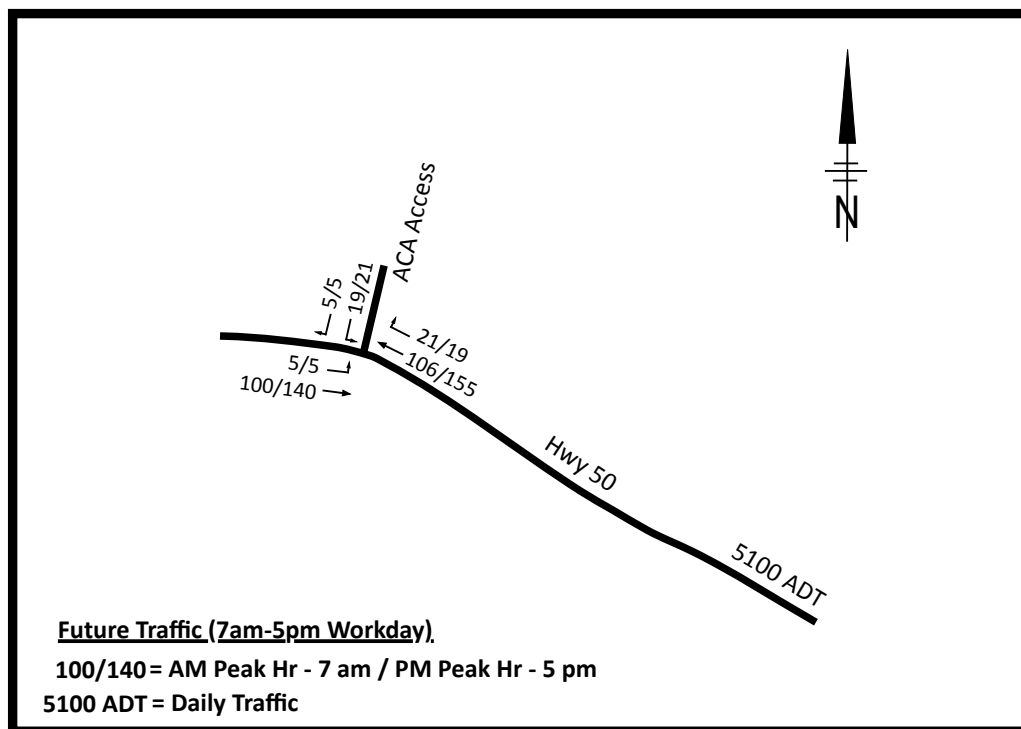 N
ACA Access
5/5
19/21
21/19
106/155
5/5
100/140
Hwy 50
5100 ADT
Future Traffic (7am-5pm Workday)
100/140 = AM Peak Hr - 7 am / PM Peak Hr - 5 pm
5100 ADT = Daily Traffic